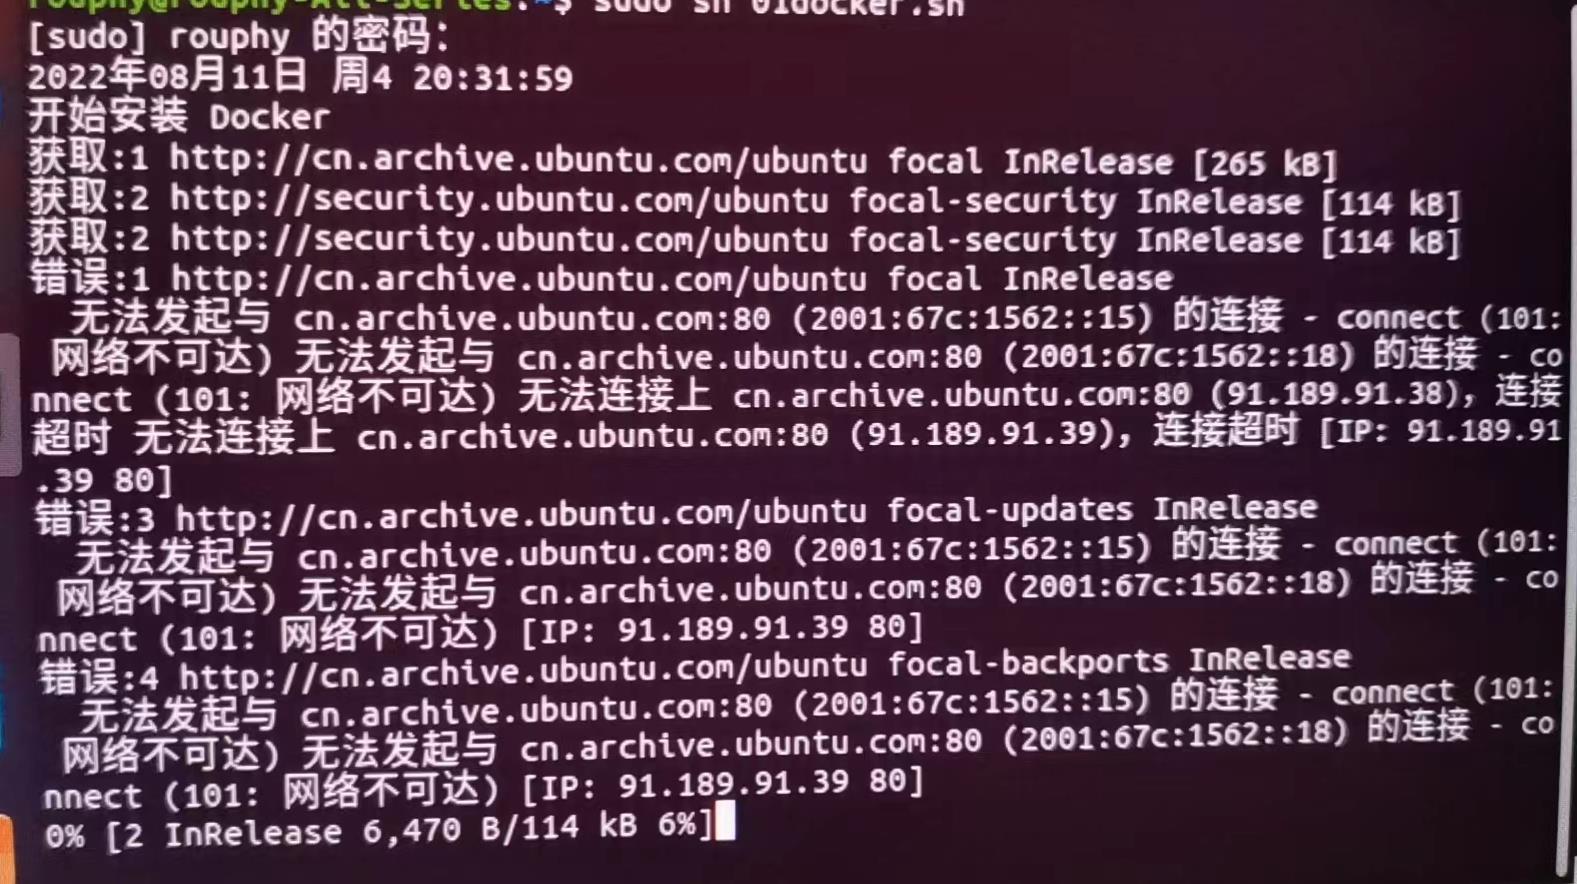 rouphy@rouphy-All-Series:~$ sudo sh 01docker.sh
[sudo] rouphy 的密码:
2022年08月11日 周4 20:31:59
开始安装 Docker
获取:1 http://cn.archive.ubuntu.com/ubuntu focal InRelease [265 kB]
获取:2 http://security.ubuntu.com/ubuntu focal-security InRelease [114 kB]
获取:2 http://security.ubuntu.com/ubuntu focal-security InRelease [114 kB]
错误:1 http://cn.archive.ubuntu.com/ubuntu focal InRelease
无法发起与 cn.archive.ubuntu.com:80 (2001:67c:1562::15) 的连接 - connect (101:
网络不可达) 无法发起与 cn.archive.ubuntu.com:80 (2001:67c:1562::18) 的连接 - co
nnect (101: 网络不可达) 无法连接上 cn.archive.ubuntu.com:80 (91.189.91.38)，连接
超时 无法连接上 cn.archive.ubuntu.com:80 (91.189.91.39)，连接超时 [IP: 91.189.91
.39 80]
错误:3 http://cn.archive.ubuntu.com/ubuntu focal-updates InRelease
无法发起与 cn.archive.ubuntu.com:80 (2001:67c:1562::15) 的连接 - connect (101:
网络不可达) 无法发起与 cn.archive.ubuntu.com:80 (2001:67c:1562::18) 的连接 - co
nnect (101: 网络不可达) [IP: 91.189.91.39 80]
错误:4 http://cn.archive.ubuntu.com/ubuntu focal-backports InRelease
无法发起与 cn.archive.ubuntu.com:80 (2001:67c:1562::15) 的连接 - connect (101:
网络不可达) 无法发起与 cn.archive.ubuntu.com:80 (2001:67c:1562::18) 的连接 - co
nnect (101: 网络不可达) [IP: 91.189.91.39 80]
0% [2 InRelease 6,470 B/114 kB 6%]